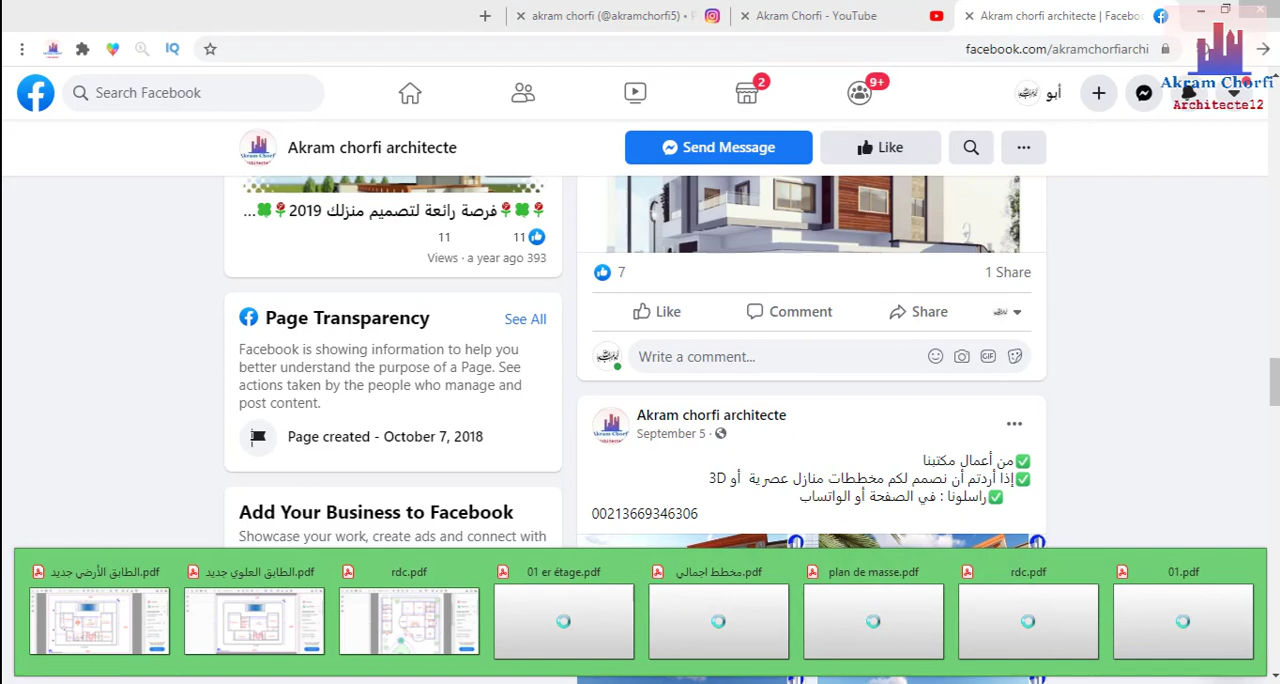 akram chorfi (@akramchorfi5) •
Akram Chorfi - YouTube
Akram chorfi architecte | Facebo
IQ
facebook.com/akramchorfiarchi
Akram Chorfi
Architecte12
Search Facebook
2
9+
أبو
Akram chorfi architecte
Send Message
Like
...فرصة رائعة لتصميم منزلك 2019
11
11
Views · a year ago 393
Page Transparency
See All
Facebook is showing information to help you
better understand the purpose of a Page. See
actions taken by the people who manage and
post content.
Page created - October 7, 2018
Add Your Business to Facebook
Showcase your work, create ads and connect with
7
1 Share
Like
Comment
Share
Write a comment...
GIF
Akram chorfi architecte
September 5 ·
من أعمال مكتبنا
إذا أردتم أن نصمم لكم مخططات منازل عصرية أو 3D
راسلونا : في الصفحة أو الواتساب
00213669346306
الطابق الأرضي جديد.pdf
الطابق العلوي جديد.pdf
rdc.pdf
01 er étage.pdf
مخطط اجمالي.pdf
plan de masse.pdf
rdc.pdf
01.pdf